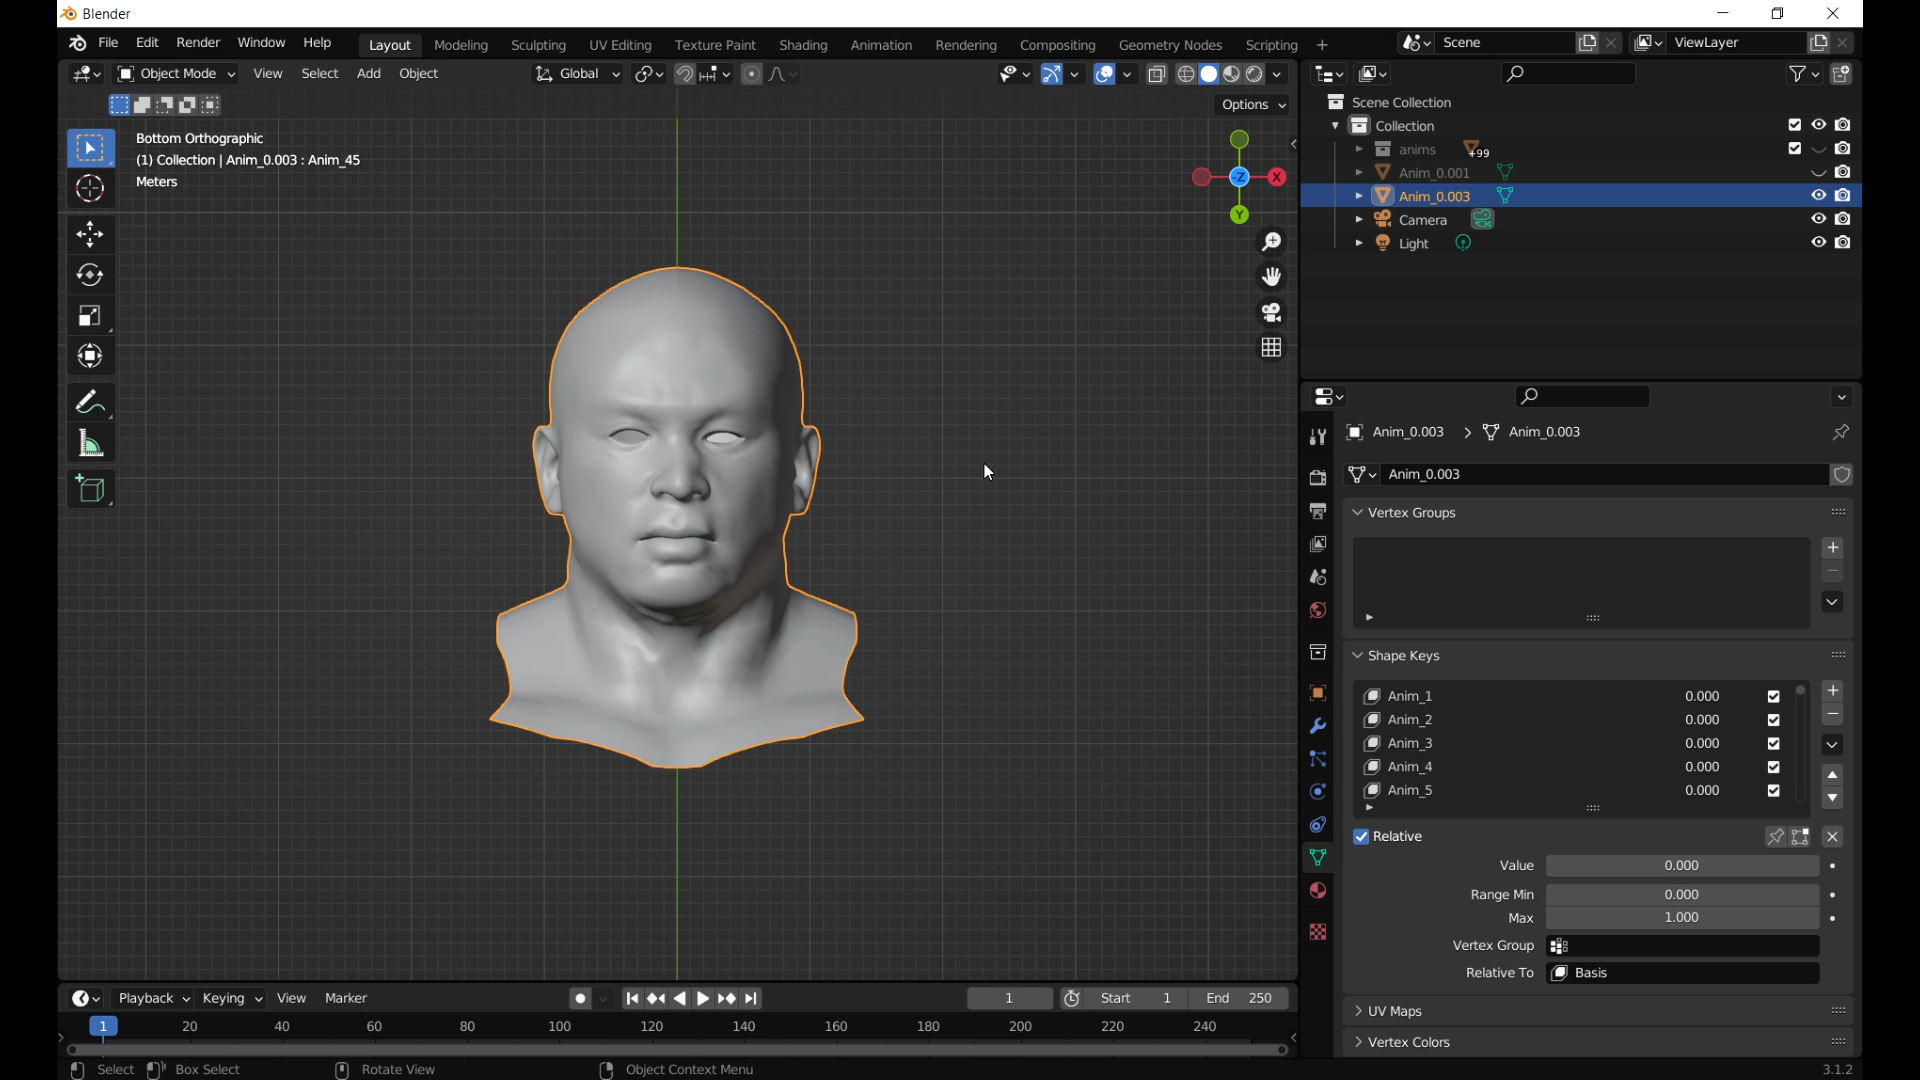 Blender
File Edit Render Window Help Layout Modeling Sculpting UV Editing Texture Paint Shading Animation Rendering Compositing Geometry Nodes Scripting + Scene ViewLayer
Object Mode View Select Add Object Global
Options
Bottom Orthographic
(1) Collection | Anim_0.003 : Anim_45
Meters
-Z X
Y
Scene Collection
Collection
anims +99
Anim_0.001
Anim_0.003
Camera
Light
Anim_0.003 > Anim_0.003
Anim_0.003
Vertex Groups
Shape Keys
Anim_1 0.000
Anim_2 0.000
Anim_3 0.000
Anim_4 0.000
Anim_5 0.000
Relative
Value 0.000
Range Min 0.000
Max 1.000
Vertex Group
Relative To Basis
UV Maps
Vertex Colors
Playback Keying View Marker 1 Start 1 End 250
1 20 40 60 80 100 120 140 160 180 200 220 240
Select Box Select Rotate View Object Context Menu 3.1.2